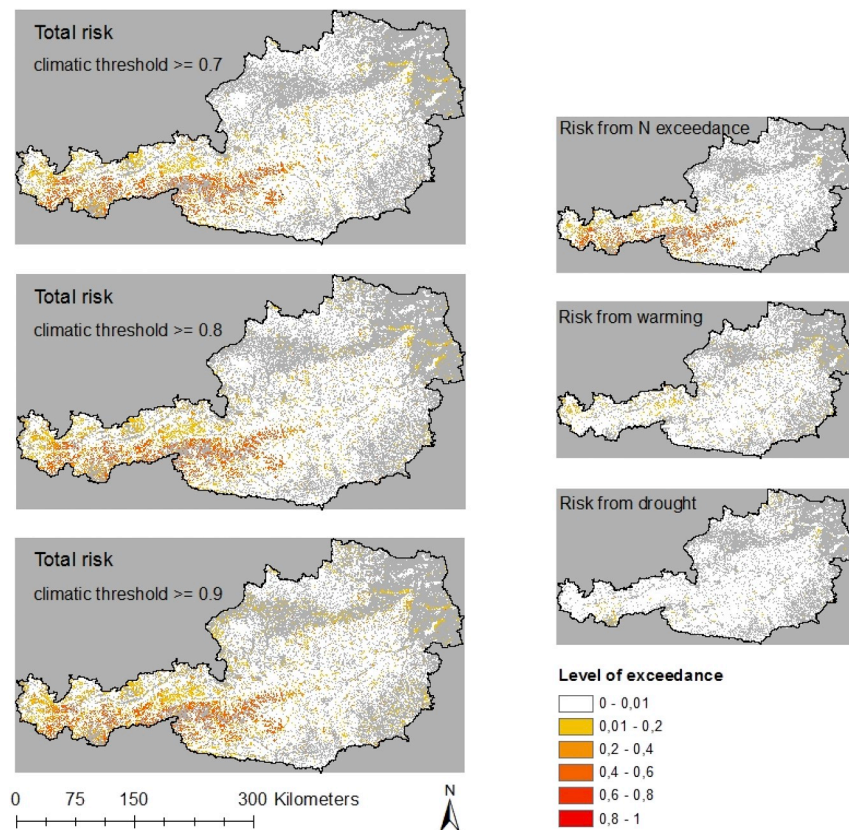 Total risk
climatic threshold >= 0.7
Total risk
climatic threshold >= 0.8
Total risk
climatic threshold >= 0.9
0 75 150 300 Kilometers
N
Risk from N exceedance
Risk from warming
Risk from drought
Level of exceedance
0 - 0,01
0,01 - 0,2
0,2 - 0,4
0,4 - 0,6
0,6 - 0,8
0,8 - 1